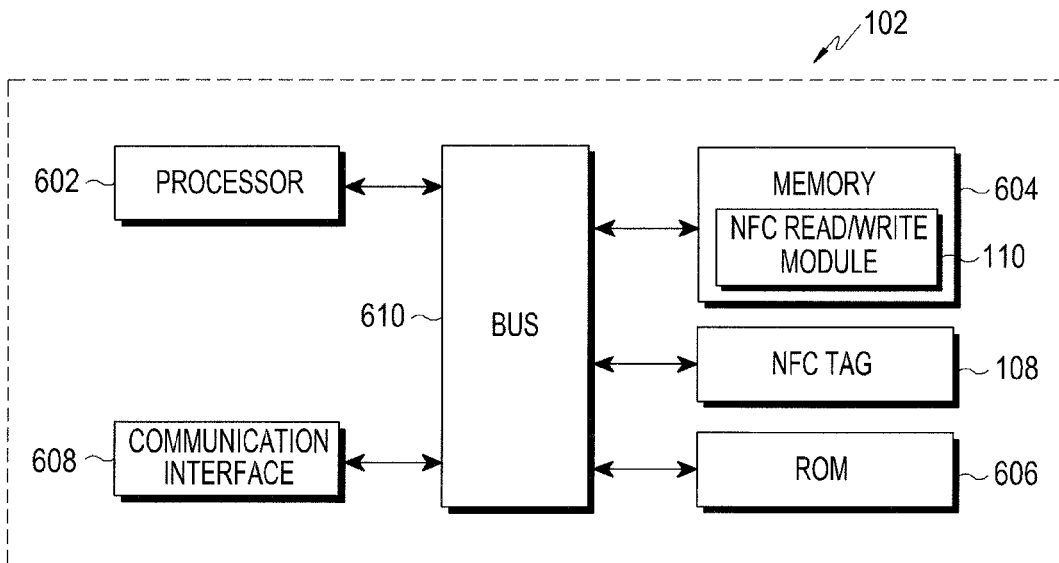 102
602
PROCESSOR
MEMORY
604
NFC READ/WRITE
MODULE
110
610
BUS
NFC TAG
108
608
COMMUNICATION
INTERFACE
ROM
606